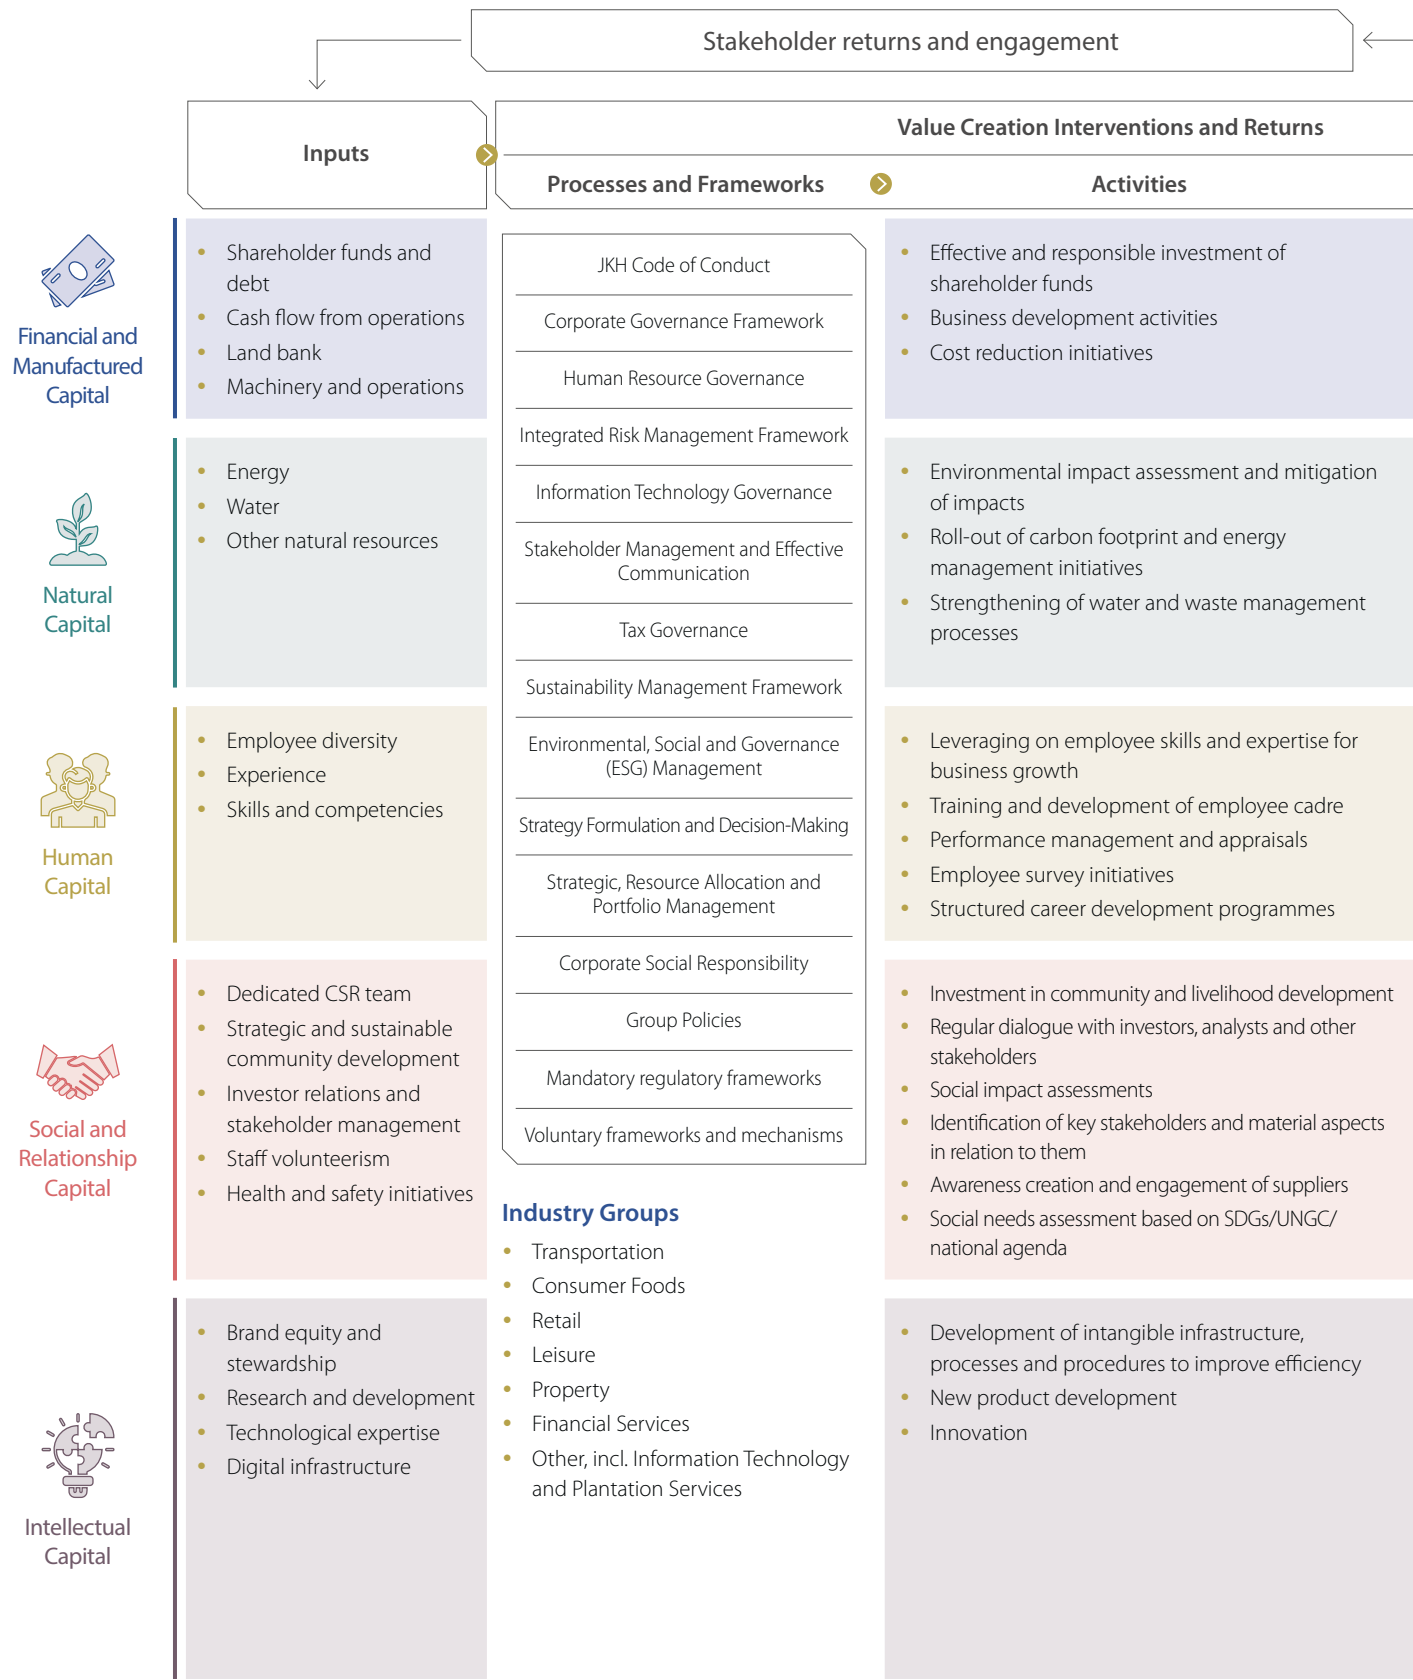 Stakeholder returns and engagement
Inputs
Value Creation Interventions and Returns
Processes and Frameworks
Activities
Financial and
Manufactured
Capital
• Shareholder funds and
debt
• Cash flow from operations
• Land bank
• Machinery and operations
Natural
Capital
• Energy
• Water
• Other natural resources
Human
Capital
• Employee diversity
• Experience
• Skills and competencies
Social and
Relationship
Capital
• Dedicated CSR team
• Strategic and sustainable
community development
• Investor relations and
stakeholder management
• Staff volunteerism
• Health and safety initiatives
Intellectual
Capital
• Brand equity and
stewardship
• Research and development
• Technological expertise
• Digital infrastructure
JKH Code of Conduct
Corporate Governance Framework
Human Resource Governance
Integrated Risk Management Framework
Information Technology Governance
Stakeholder Management and Effective
Communication
Tax Governance
Sustainability Management Framework
Environmental, Social and Governance
(ESG) Management
Strategy Formulation and Decision-Making
Strategic, Resource Allocation and
Portfolio Management
Corporate Social Responsibility
Group Policies
Mandatory regulatory frameworks
Voluntary frameworks and mechanisms
Industry Groups
• Transportation
• Consumer Foods
• Retail
• Leisure
• Property
• Financial Services
• Other, incl. Information Technology
and Plantation Services
• Effective and responsible investment of
shareholder funds
• Business development activities
• Cost reduction initiatives
• Environmental impact assessment and mitigation
of impacts
• Roll-out of carbon footprint and energy
management initiatives
• Strengthening of water and waste management
processes
• Leveraging on employee skills and expertise for
business growth
• Training and development of employee cadre
• Performance management and appraisals
• Employee survey initiatives
• Structured career development programmes
• Investment in community and livelihood development
• Regular dialogue with investors, analysts and other
stakeholders
• Social impact assessments
• Identification of key stakeholders and material aspects
in relation to them
• Awareness creation and engagement of suppliers
• Social needs assessment based on SDGs/UNGC/
national agenda
• Development of intangible infrastructure,
processes and procedures to improve efficiency
• New product development
• Innovation